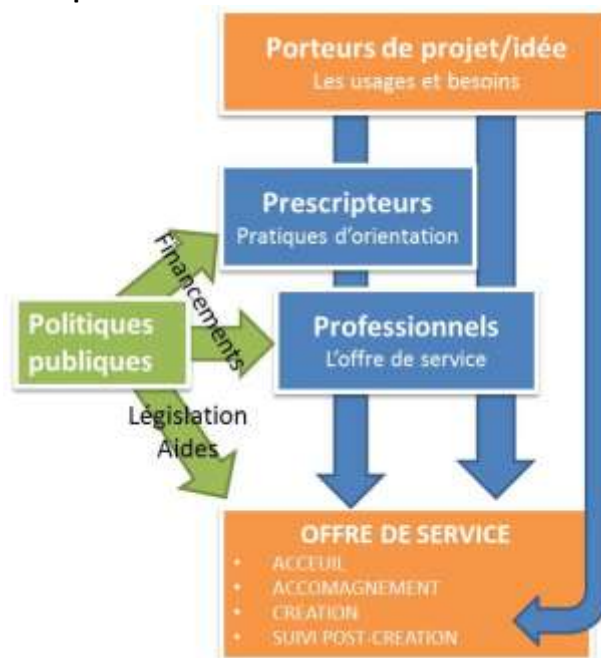 Porteurs de projet/idée
Les usages et besoins
Prescripteurs
Pratiques d'orientation
Financements
Politiques
publiques
Professionnels
L'offre de service
Législation
Aides
OFFRE DE SERVICE
• ACCEUIL
• ACCOMAGNEMENT
• CREATION
• SUIVI POST-CREATION